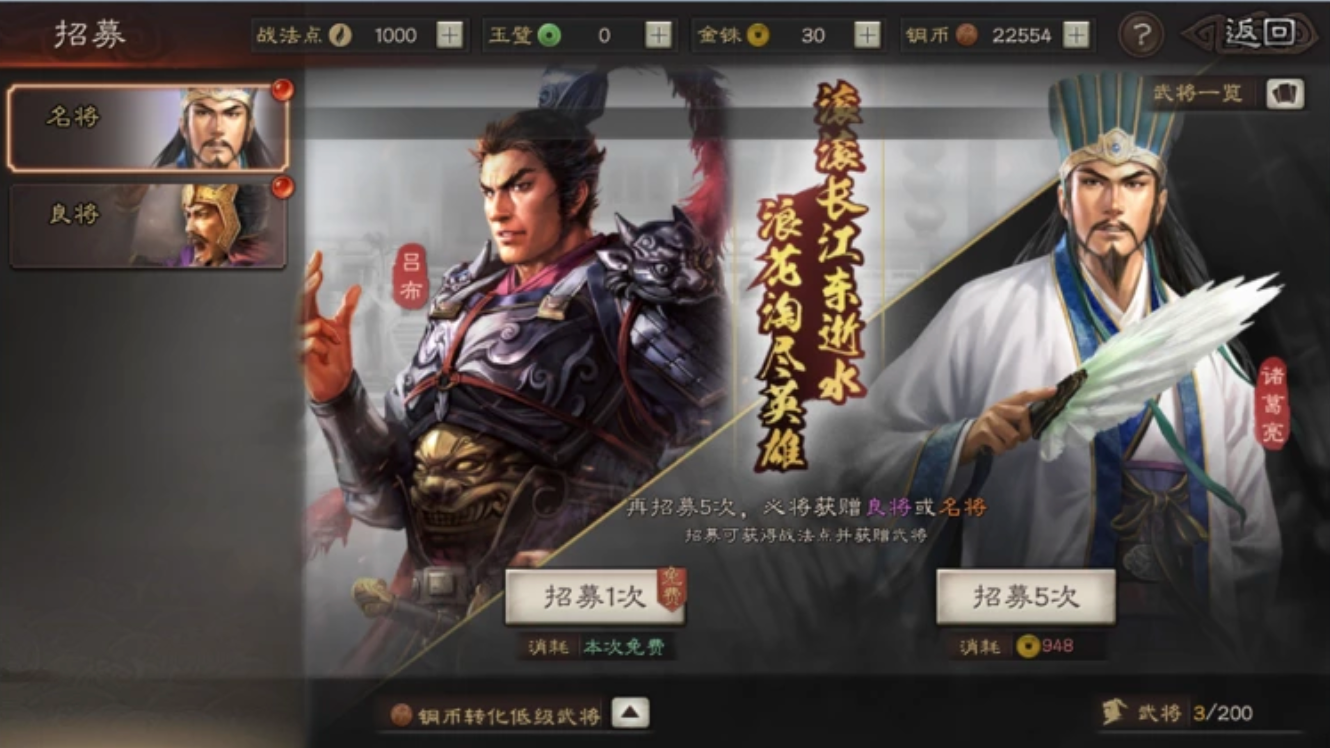 招募
战法点 1000
玉璧 0
金铢 30
铜币 22554
?
返回
名将
良将
武将一览
吕布
滚滚长江东逝水
浪花淘尽英雄
诸葛亮
再招募5次，必将获赠良将或名将
招募可获得战法点并获赠武将
招募1次
免费
招募5次
消耗 本次免费
消耗 948
铜币转化低级武将
武将 3/200